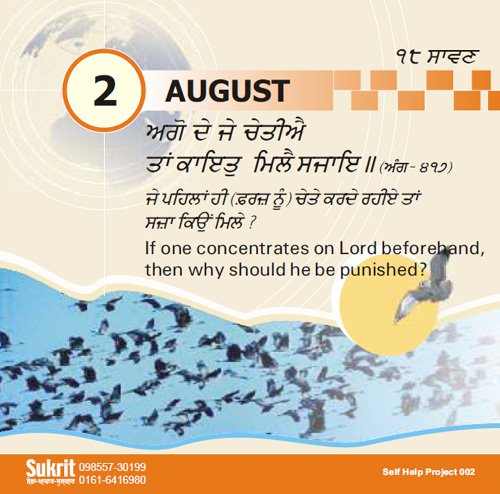 ੧੮ ਸਾਵਣ
2 AUGUST
ਅਗੋ ਦੇ ਜੇ ਚੇਤੀਐ
ਤਾਂ ਕਾਇਤੁ ਮਿਲੈ ਸਜਾਇ॥ (ਅੰਗ- ੪੧੭)
ਜੇ ਪਹਿਲਾਂ ਹੀ (ਫ਼ਰਜ਼ ਨੂੰ) ਚੇਤੇ ਕਰਦੇ ਰਹੀਏ ਤਾਂ
ਸਜ਼ਾ ਕਿਉਂ ਮਿਲੇ ?
If one concentrates on Lord beforehand,
then why should he be punished?
Sukrit 098557-30199
0161-6416980
Self Help Project 002